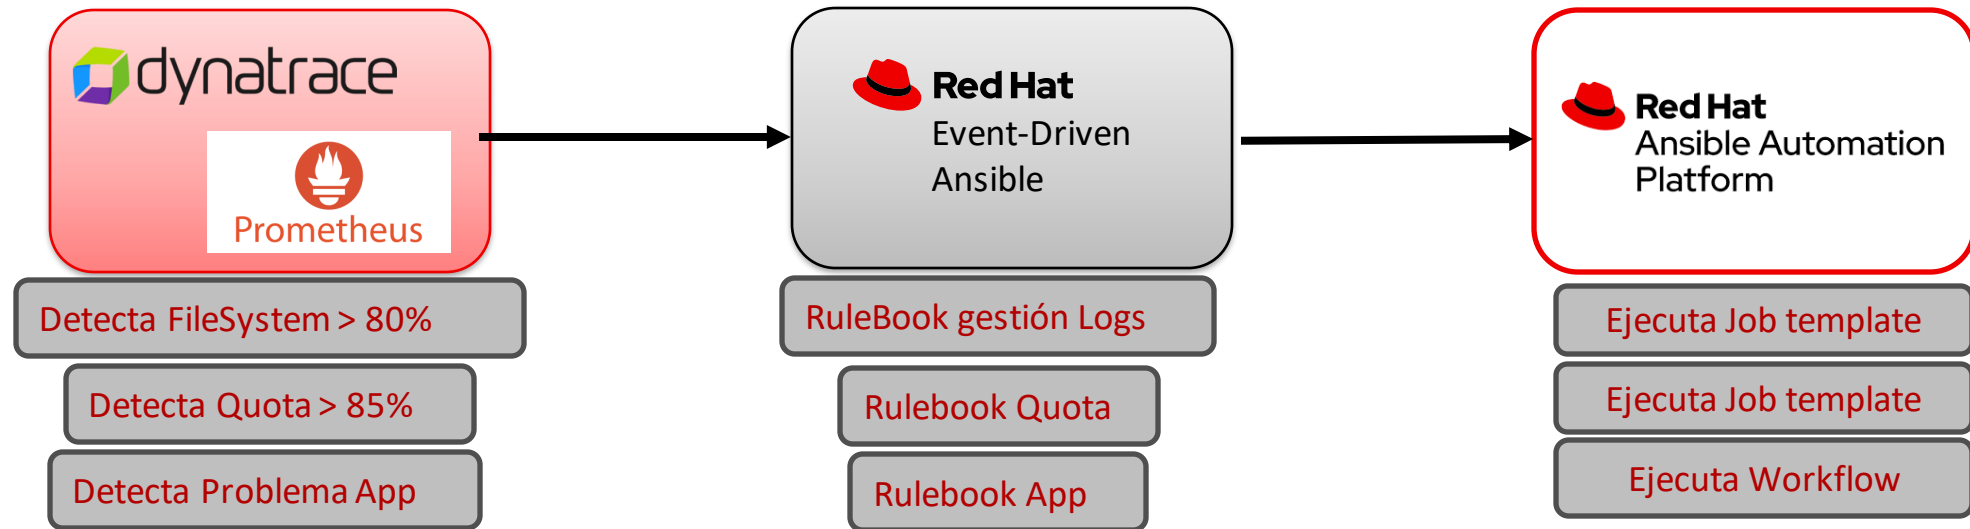 dynatrace
Prometheus
Detecta FileSystem > 80%
Detecta Quota > 85%
Detecta Problema App
Red Hat
Event-Driven
Ansible
RuleBook gestión Logs
Rulebook Quota
Rulebook App
Red Hat
Ansible Automation
Platform
Ejecuta Job template
Ejecuta Job template
Ejecuta Workflow